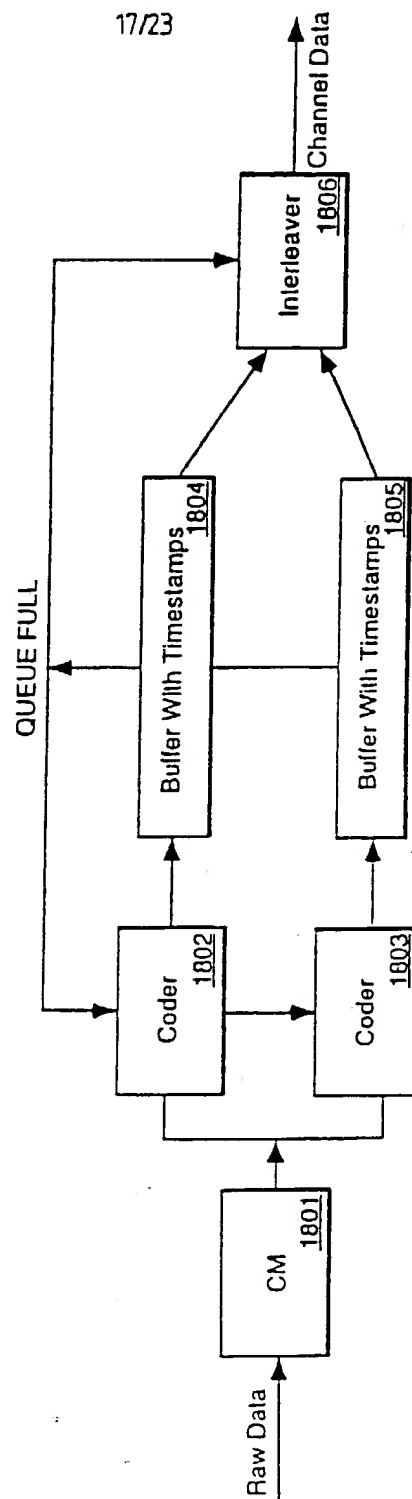 17/23
QUEUE FULL
Raw Data
CM
1801
Coder
1802
Coder
1803
Buffer With Timestamps
1804
Buffer With Timestamps
1805
Interleaver
1806
Channel Data